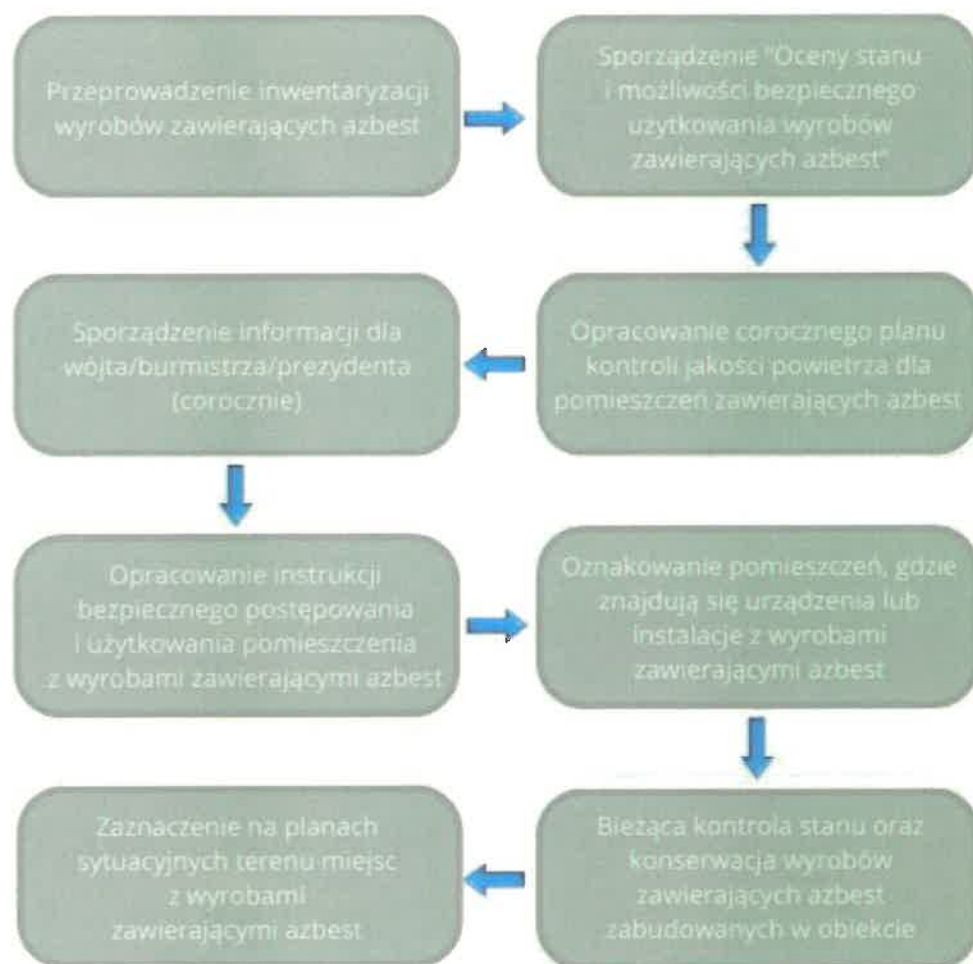 Przeprowadzenie inwentaryzacji
wyrobów zawierających azbest
Sporządzenie "Oceny stanu
i możliwości bezpiecznego
użytkowania wyrobów
zawierających azbest"
Opracowanie corocznego planu
kontroli jakości powietrza dla
pomieszczeń zawierających azbest
Sporządzenie informacji dla
wójta/burmistrza/prezydenta
(corocznie)
Opracowanie instrukcji
bezpiecznego postępowania
i użytkowania pomieszczenia
z wyrobami zawierającymi azbest
Oznakowanie pomieszczeń, gdzie
znajdują się urządzenia lub
instalacje z wyrobami
zawierającymi azbest
Bieżąca kontrola stanu oraz
konserwacja wyrobów
zawierających azbest
zabudowanych w obiekcie
Zaznaczenie na planach
sytuacyjnych terenu miejsc
z wyrobami
zawierającymi azbest